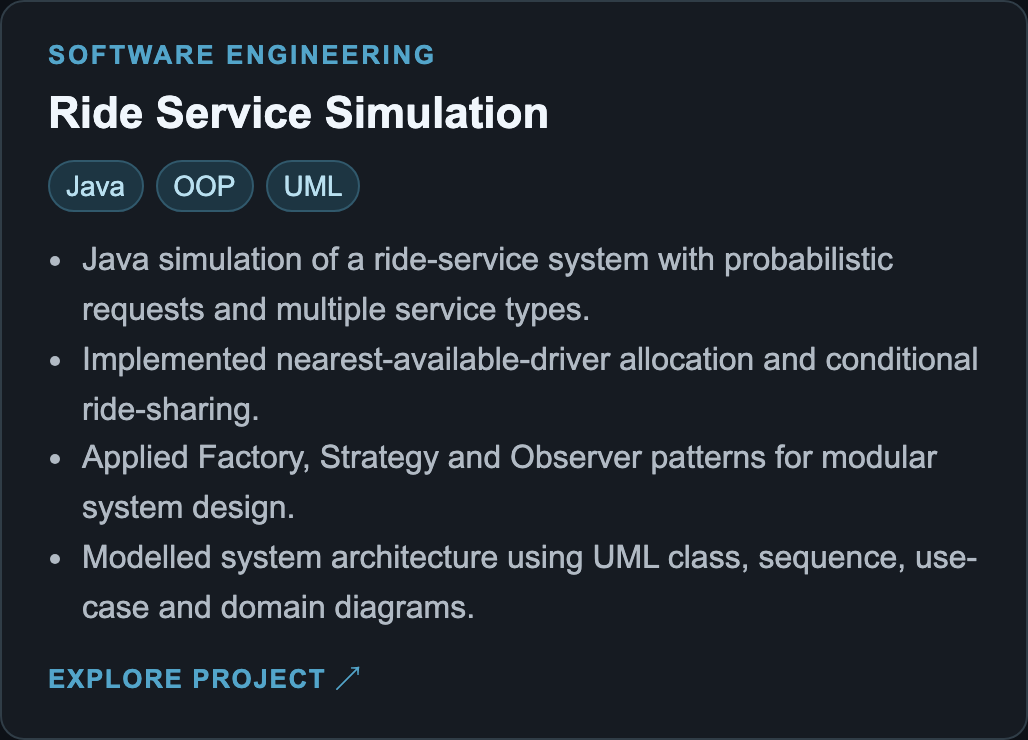 SOFTWARE ENGINEERING
Ride Service Simulation
Java OOP UML
• Java simulation of a ride-service system with probabilistic
requests and multiple service types.
• Implemented nearest-available-driver allocation and conditional
ride-sharing.
• Applied Factory, Strategy and Observer patterns for modular
system design.
• Modelled system architecture using UML class, sequence, use-
case and domain diagrams.
EXPLORE PROJECT ↗